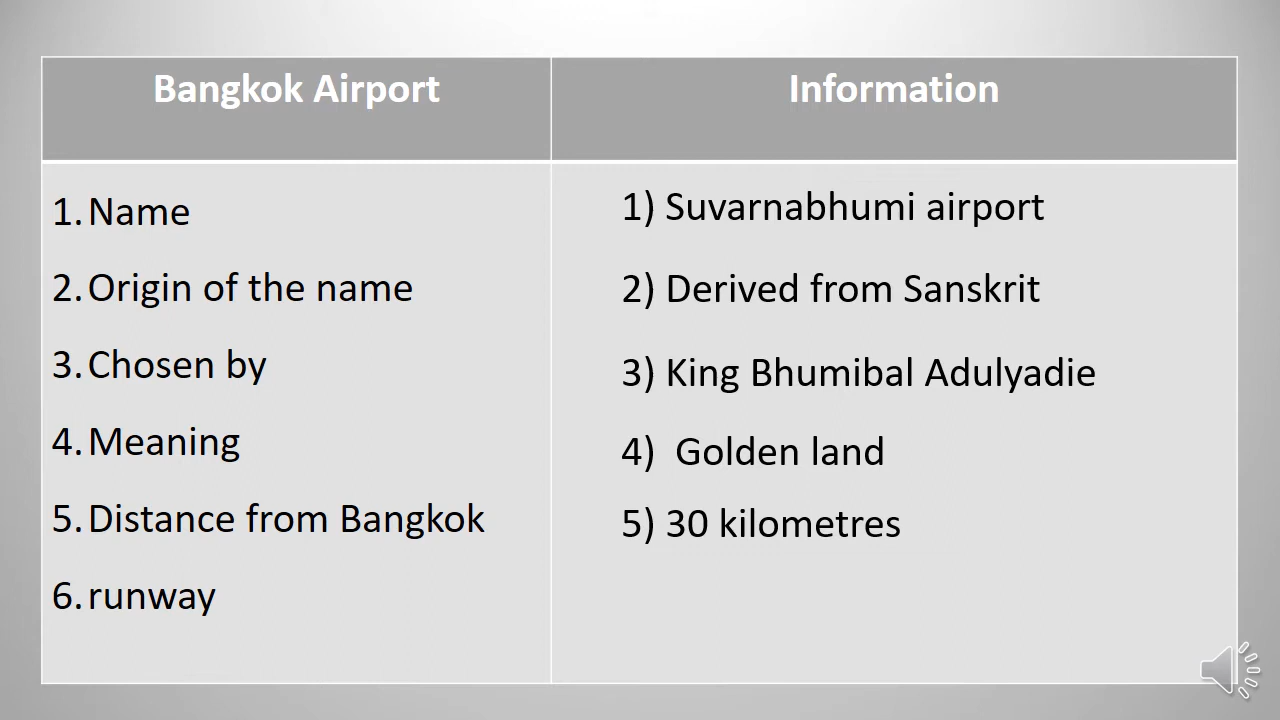 Bangkok Airport
Information
1. Name
2. Origin of the name
3. Chosen by
4. Meaning
5. Distance from Bangkok
6. runway
1) Suvarnabhumi airport
2) Derived from Sanskrit
3) King Bhumibal Adulyadie
4) Golden land
5) 30 kilometres